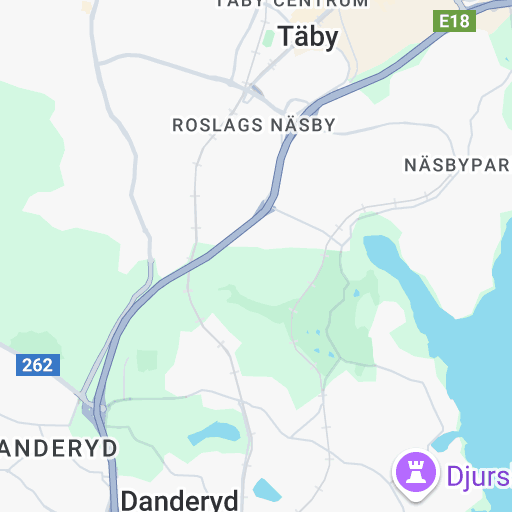 TÄBY CENTRUM
E18
Täby
ROSLAGS NÄSBY
NÄSBYPAR
262
ANDERYD
Djurs
Danderyd